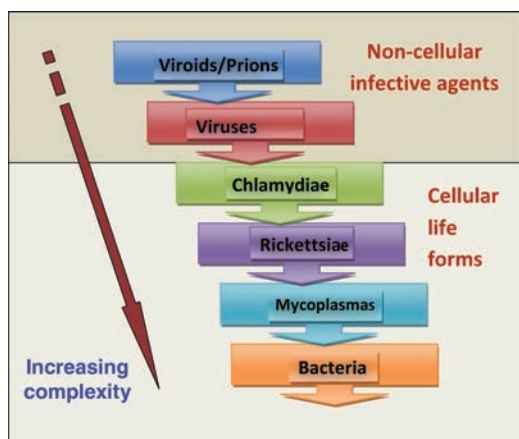 Viroids/Prions
Non-cellular
infective agents
Viruses
Chlamydiae
Cellular
life
forms
Rickettsiae
Mycoplasmas
Bacteria
Increasing
complexity